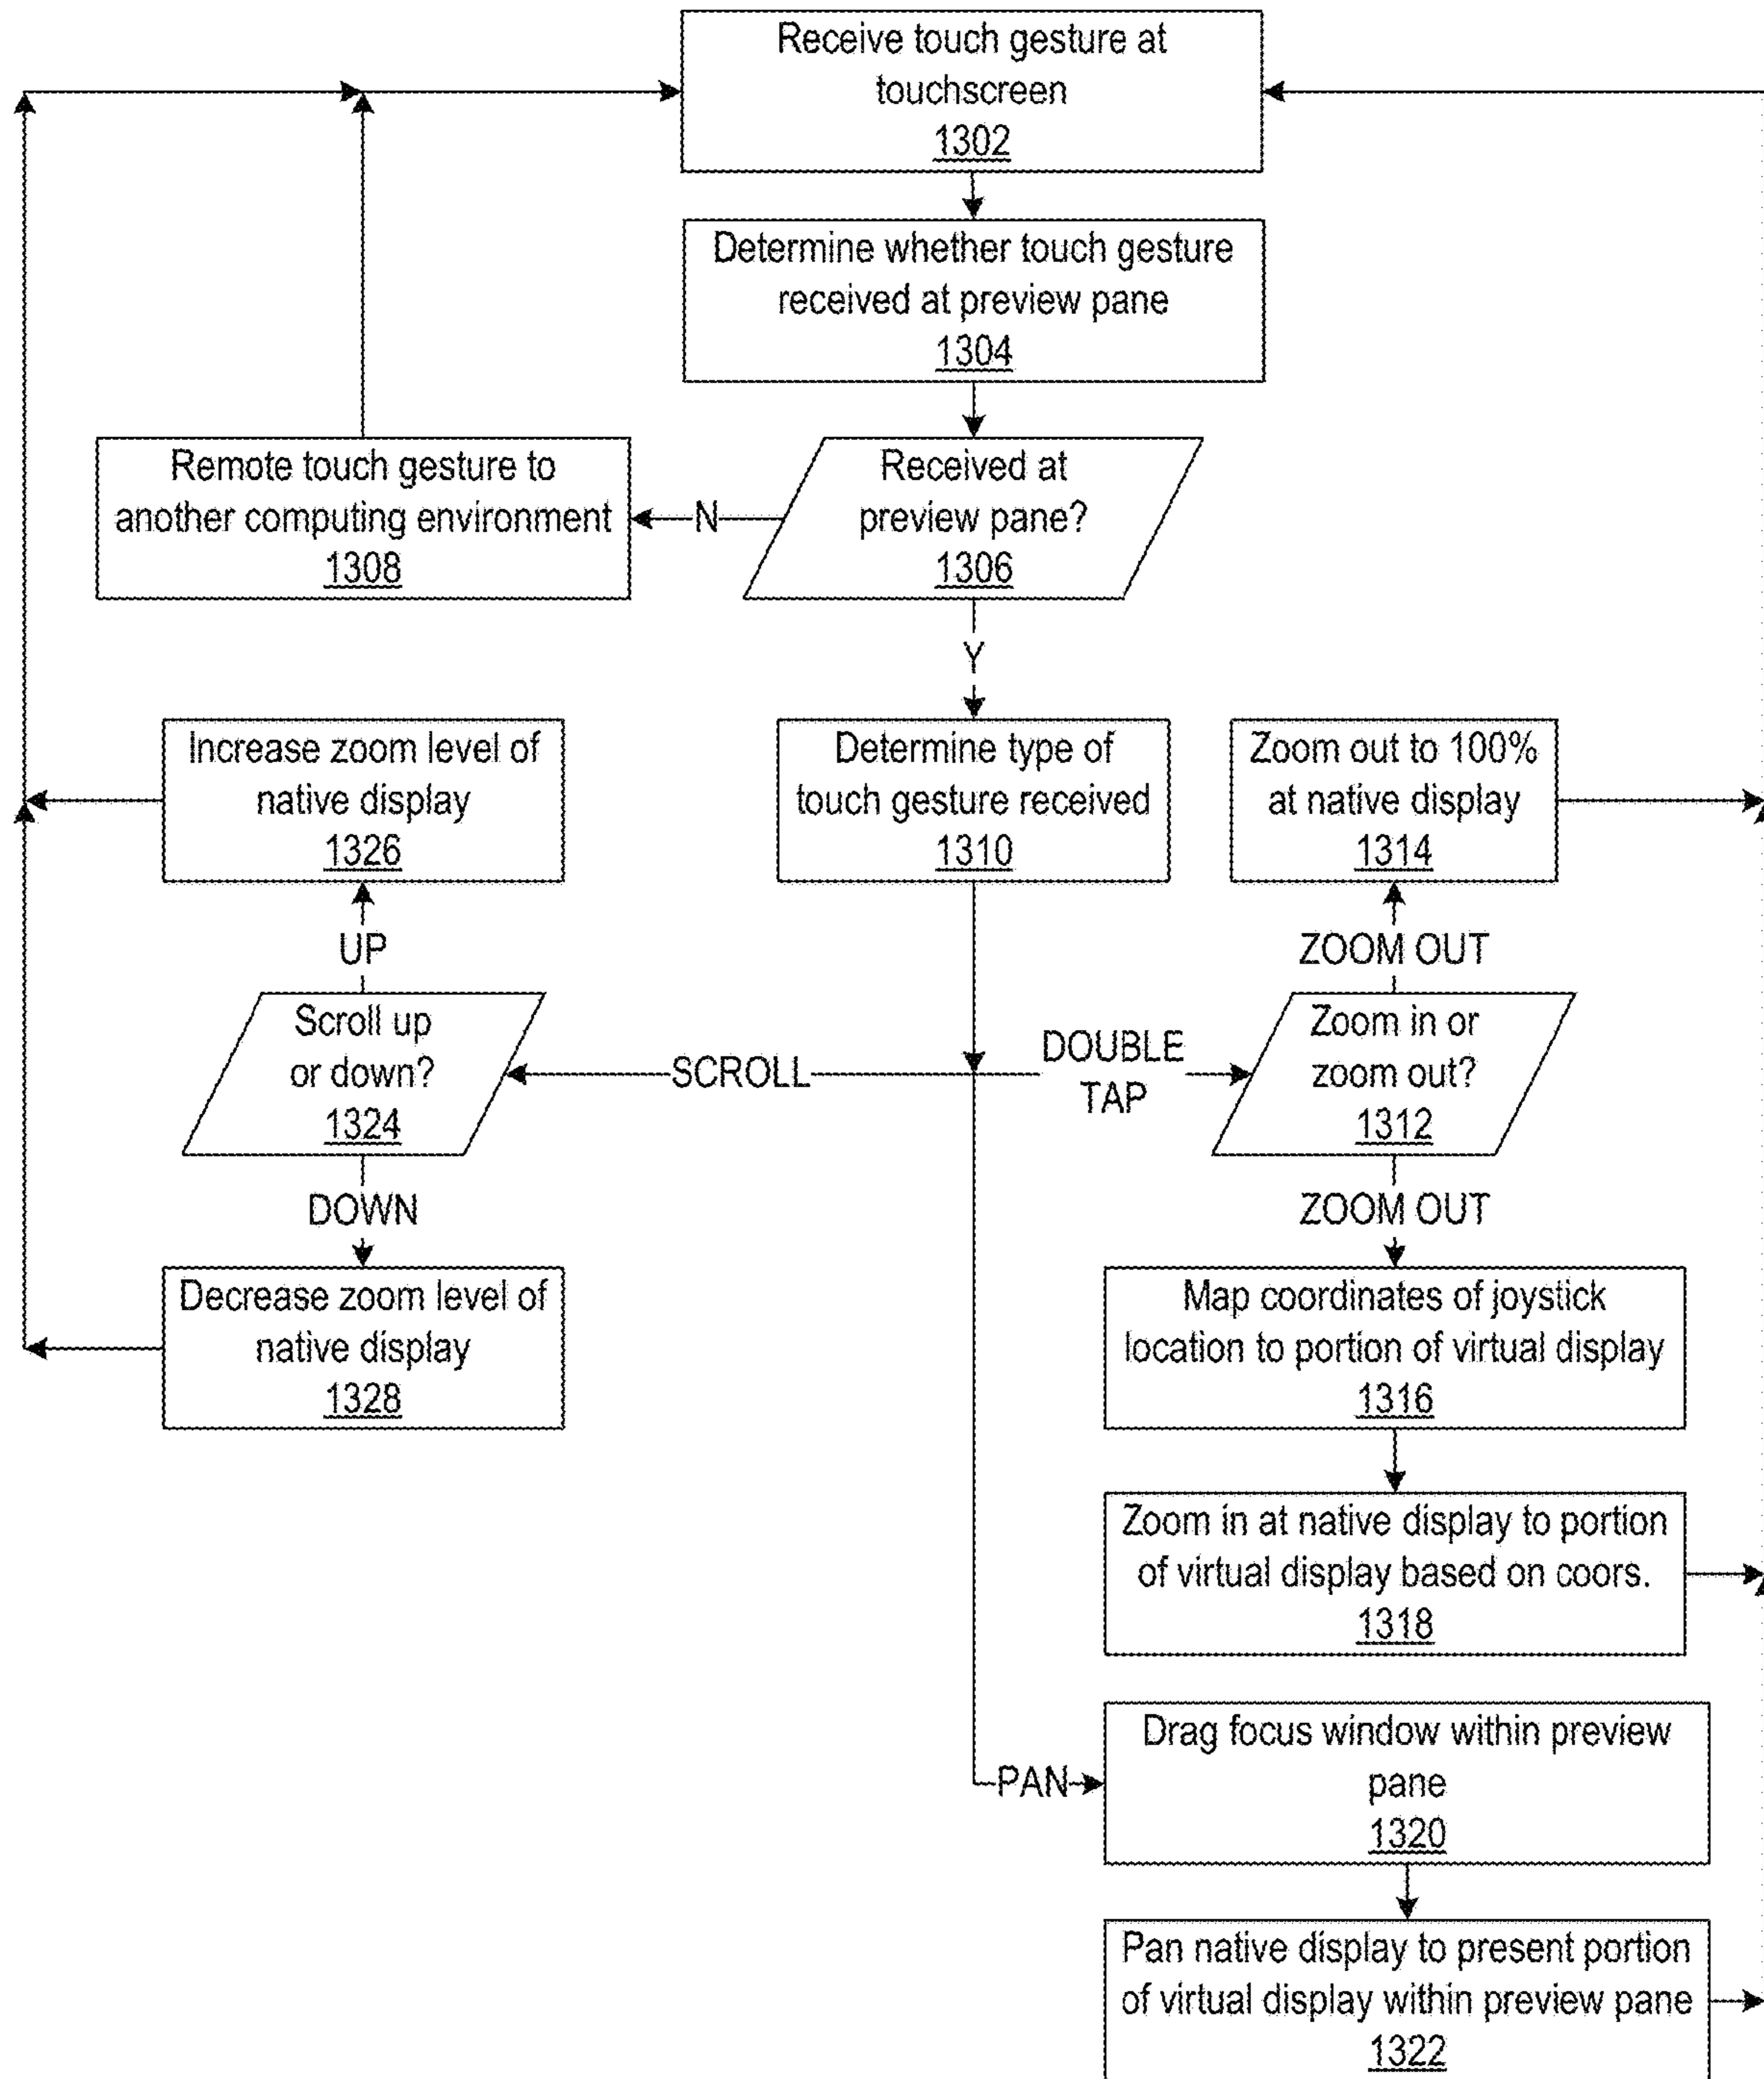 Receive touch gesture at
touchscreen
1302
Determine whether touch gesture
received at preview pane
1304
Received at
preview pane?
1306
N
Remote touch gesture to
another computing environment
1308
Y
Determine type of
touch gesture received
1310
Increase zoom level of
native display
1326
Zoom out to 100%
at native display
1314
UP
ZOOM OUT
Scroll up
or down?
1324
SCROLL
DOUBLE
TAP
Zoom in or
zoom out?
1312
DOWN
ZOOM OUT
Decrease zoom level of
native display
1328
Map coordinates of joystick
location to portion of virtual display
1316
Zoom in at native display to portion
of virtual display based on coors.
1318
PAN
Drag focus window within preview
pane
1320
Pan native display to present portion
of virtual display within preview pane
1322